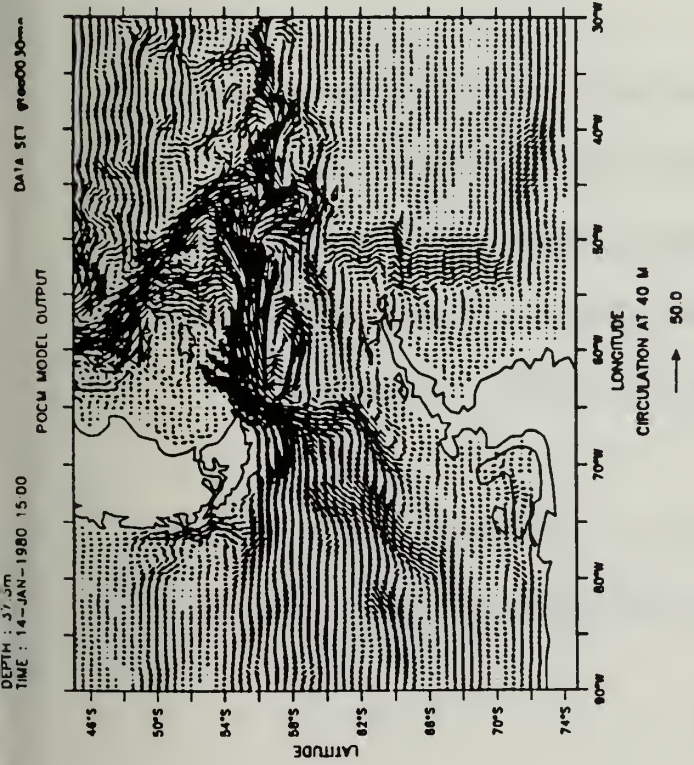 DEPTH : 37.5m
TIME : 14-JAN-1980 15:00
DATA SET
POCM MODEL OUTPUT
LATITUDE
46°S
50°S
54°S
58°S
62°S
66°S
70°S
74°S
90°W
80°W
70°W
60°W
50°W
40°W
30°W
LONGITUDE
CIRCULATION AT 40 M
50.0